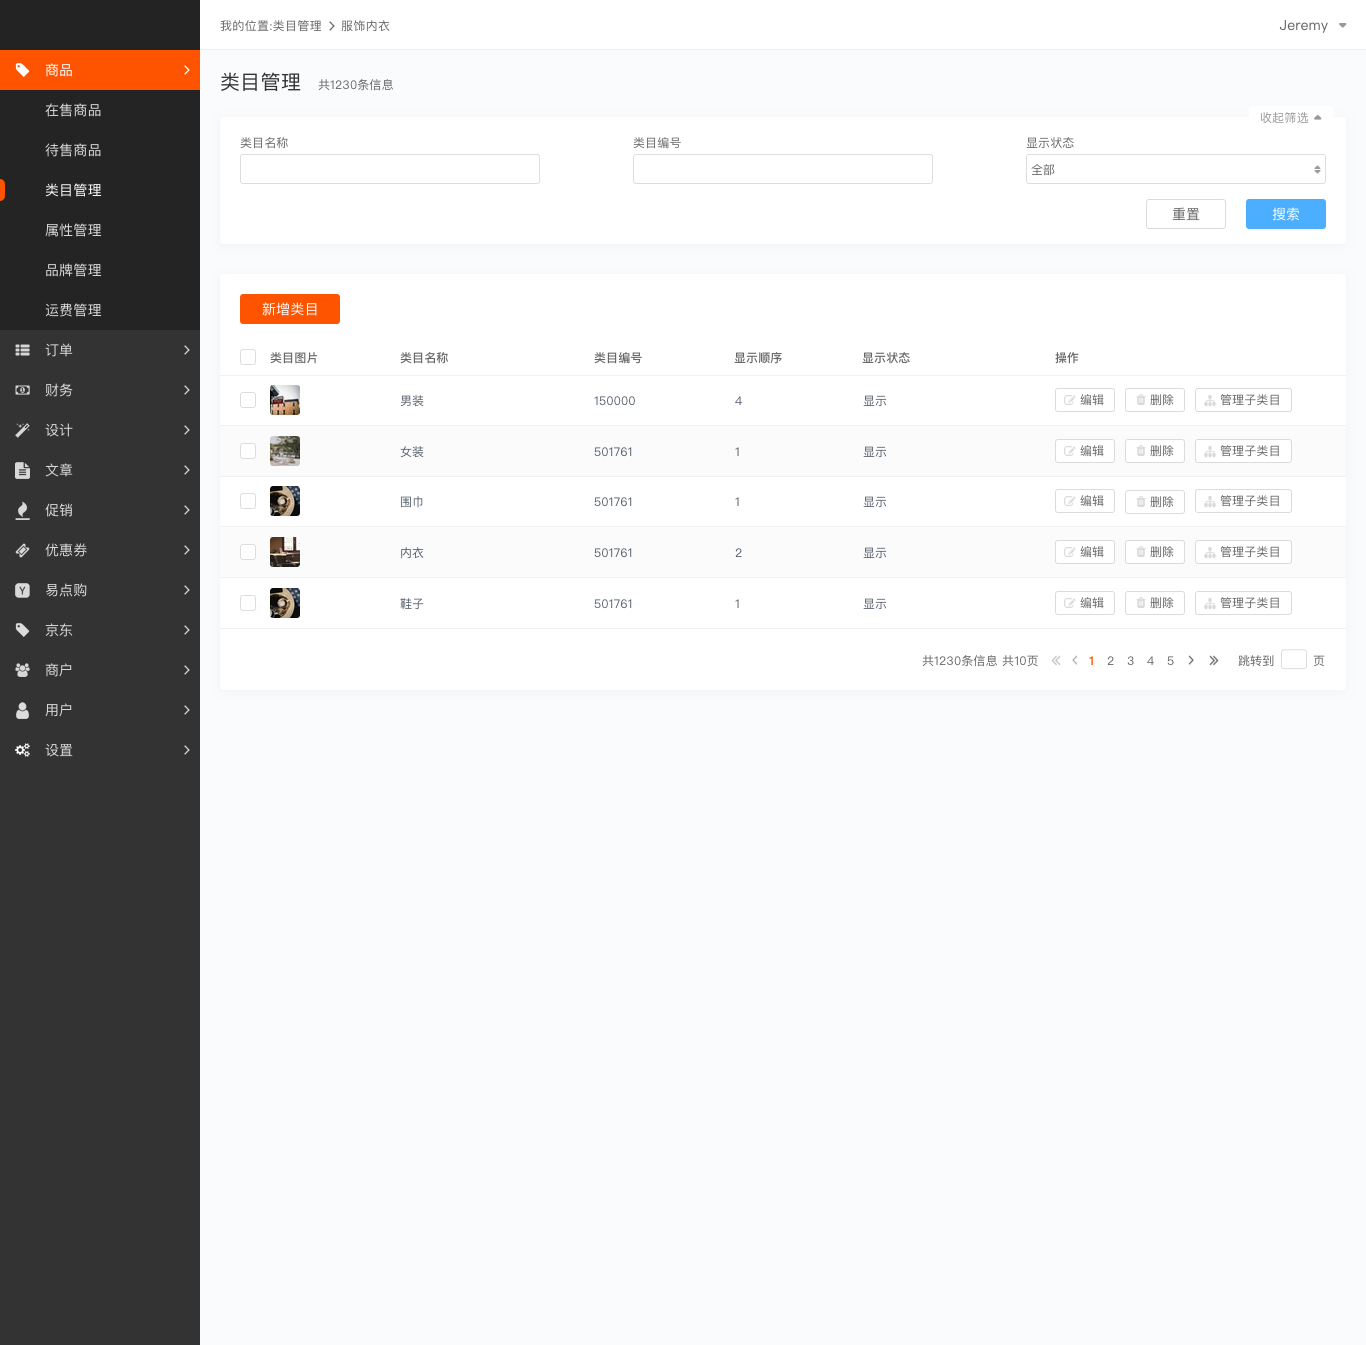 我的位置:类目管理 > 服饰内衣
Jeremy
商品
在售商品
待售商品
类目管理
属性管理
品牌管理
运费管理
订单
财务
设计
文章
促销
优惠券
易点购
京东
商户
用户
设置
类目管理 共1230条信息
收起筛选
类目名称 类目编号 显示状态
全部
重置 搜索
新增类目
类目图片 类目名称 类目编号 显示顺序 显示状态 操作
男装 150000 4 显示 编辑 删除 管理子类目
女装 501761 1 显示 编辑 删除 管理子类目
围巾 501761 1 显示 编辑 删除 管理子类目
内衣 501761 2 显示 编辑 删除 管理子类目
鞋子 501761 1 显示 编辑 删除 管理子类目
共1230条信息 共10页 « < 1 2 3 4 5 > » 跳转到 页